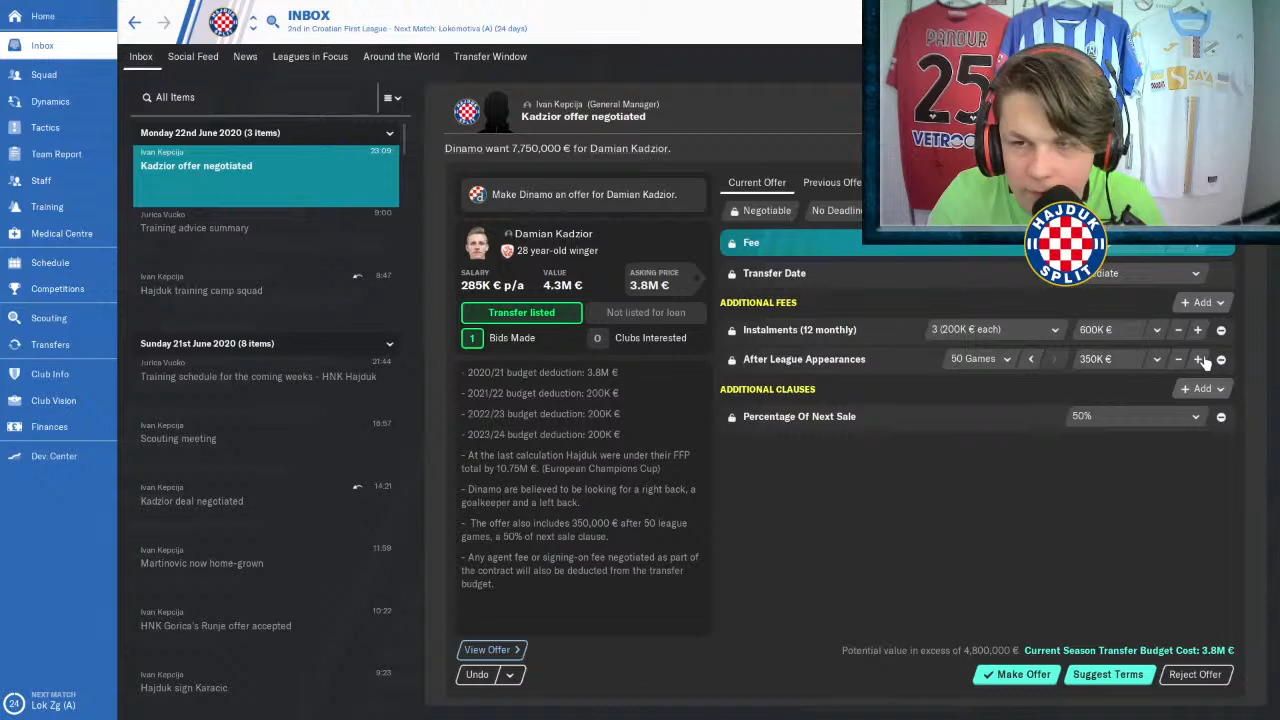 Home
Inbox
Squad
Dynamics
Tactics
Team Report
Staff
Training
Medical Centre
Schedule
Competitions
Scouting
Transfers
Club Info
Club Vision
Finances
Dev. Center
24
NEXT MATCH
Lok Zg (A)
INBOX
2nd in Croatian First League - Next Match: Lokomotiva (A) (24 days)
Inbox
Social Feed
News
Leagues in Focus
Around the World
Transfer Window
All Items
Monday 22nd June 2020 (3 items)
Ivan Kepcija 23:09
Kadzior offer negotiated
Jurica Vucko 9:00
Training advice summary
Ivan Kepcija 8:47
Hajduk training camp squad
Sunday 21st June 2020 (8 items)
Jurica Vucko 21:44
Training schedule for the coming weeks - HNK Hajduk
Ivan Kepcija 16:57
Scouting meeting
Ivan Kepcija 14:21
Kadzior deal negotiated
Ivan Kepcija 11:59
Martinovic now home-grown
Ivan Kepcija 10:22
HNK Gorica's Runje offer accepted
Ivan Kepcija 9:23
Hajduk sign Karacic
Ivan Kepcija (General Manager)
Kadzior offer negotiated
Dinamo want 7,750,000 € for Damian Kadzior.
Make Dinamo an offer for Damian Kadzior.
Damian Kadzior
28 year-old winger
SALARY VALUE ASKING PRICE
285K € p/a 4.3M € 3.8M €
Transfer listed
Not listed for loan
1 Bids Made
0 Clubs Interested
- 2020/21 budget deduction: 3.8M €
- 2021/22 budget deduction: 200K €
- 2022/23 budget deduction: 200K €
- 2023/24 budget deduction: 200K €
- At the last calculation Hajduk were under their FFP
total by 10.75M €. (European Champions Cup)
- Dinamo are believed to be looking for a right back, a
goalkeeper and a left back.
- The offer also includes 350,000 € after 50 league
games, a 50% of next sale clause.
- Any agent fee or signing-on fee negotiated as part of
the contract will also be deducted from the transfer
budget.
View Offer
Undo
Current Offer
Previous Offe
Negotiable
No Deadlin
Fee
Transfer Date
diate
ADDITIONAL FEES
+ Add
Instalments (12 monthly) 3 (200K € each) 600K €
After League Appearances 50 Games 350K €
ADDITIONAL CLAUSES
+ Add
Percentage Of Next Sale 50%
Potential value in excess of 4,800,000 € Current Season Transfer Budget Cost: 3.8M €
Make Offer
Suggest Terms
Reject Offer
PANDUR
25
HAJDUK
SPLIT